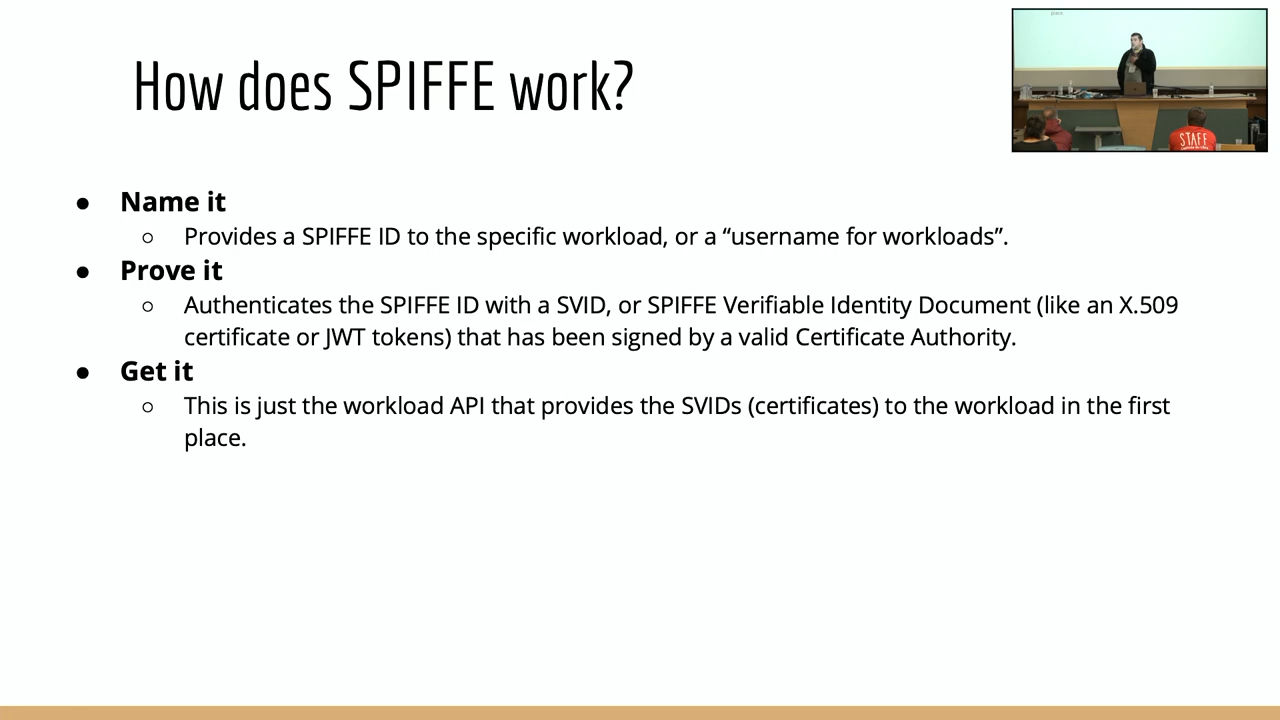 How does SPIFFE work?
● Name it
○ Provides a SPIFFE ID to the specific workload, or a “username for workloads”.
● Prove it
○ Authenticates the SPIFFE ID with a SVID, or SPIFFE Verifiable Identity Document (like an X.509
certificate or JWT tokens) that has been signed by a valid Certificate Authority.
● Get it
○ This is just the workload API that provides the SVIDs (certificates) to the workload in the first
place.
place.
STAFF